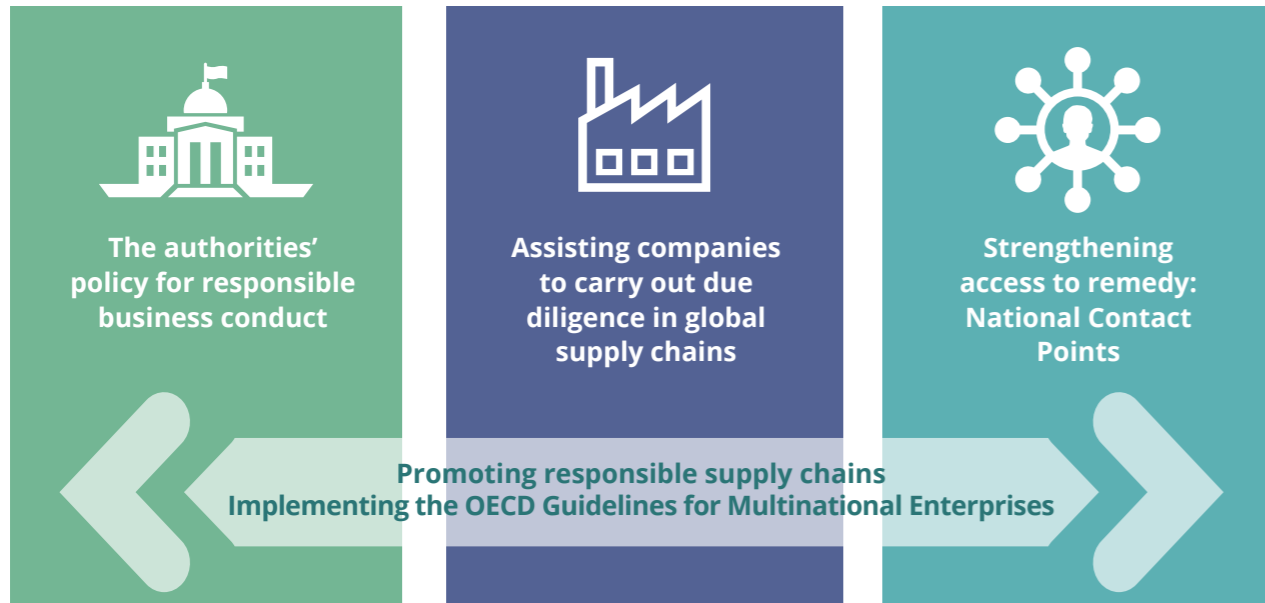 The authorities’
policy for responsible
business conduct
Assisting companies
to carry out due
diligence in global
supply chains
Strengthening
access to remedy:
National Contact
Points
Promoting responsible supply chains
Implementing the OECD Guidelines for Multinational Enterprises